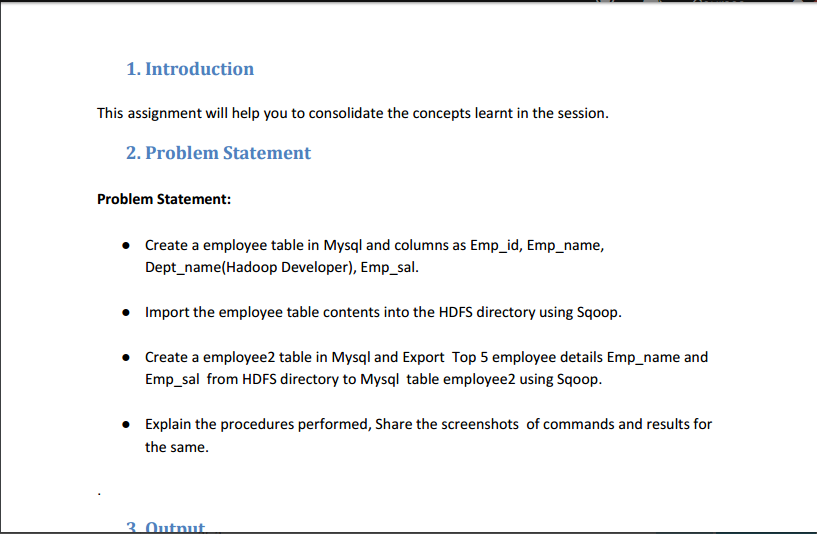 1. Introduction
This assignment will help you to consolidate the concepts learnt in the session.
2. Problem Statement
Problem Statement:
● Create a employee table in Mysql and columns as Emp_id, Emp_name,
Dept_name(Hadoop Developer), Emp_sal.
● Import the employee table contents into the HDFS directory using Sqoop.
● Create a employee2 table in Mysql and Export Top 5 employee details Emp_name and
Emp_sal from HDFS directory to Mysql table employee2 using Sqoop.
● Explain the procedures performed, Share the screenshots of commands and results for
the same.
.
3. Output